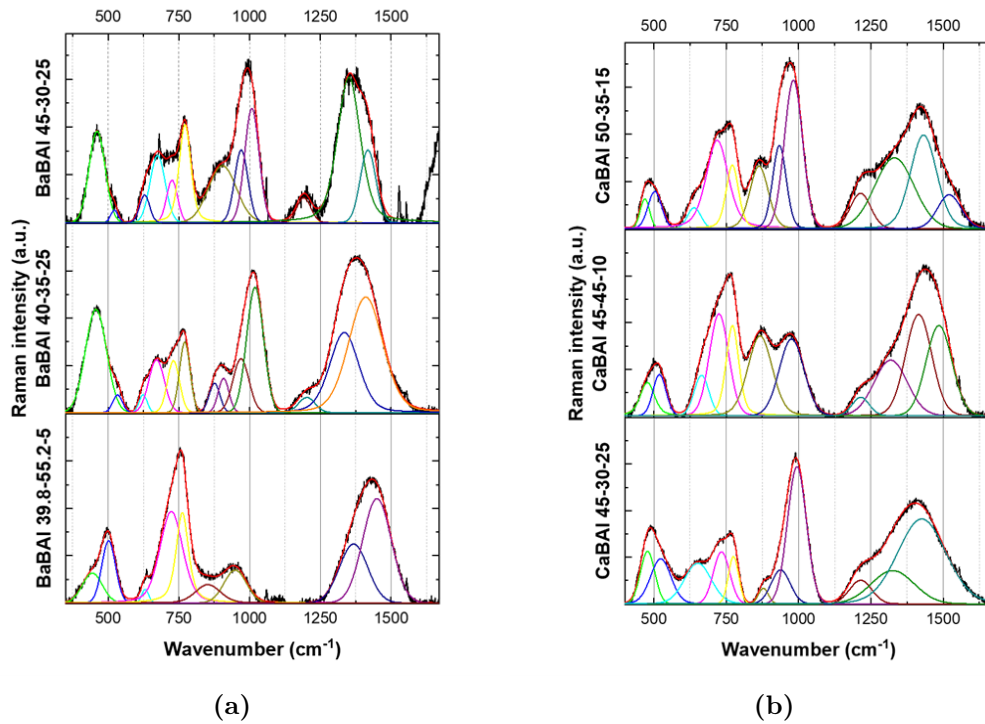 500 750 1000 1250 1500
BaBAl 45-30-25
BaBAl 40-35-25
BaBAl 39.8-55.2-5
Raman intensity (a.u.)
500 750 1000 1250 1500
Wavenumber (cm-1)
(a)
500 750 1000 1250 1500
CaBAl 50-35-15
CaBAl 45-45-10
CaBAl 45-30-25
Raman intensity (a.u.)
500 750 1000 1250 1500
Wavenumber (cm-1)
(b)